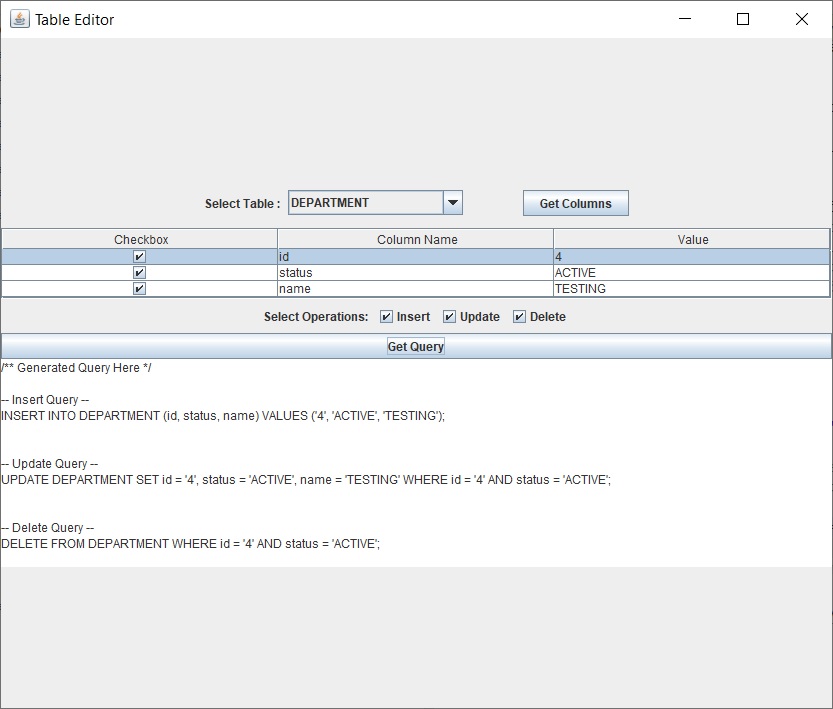 Table Editor
Select Table : DEPARTMENT Get Columns
Checkbox Column Name Value
id 4
status ACTIVE
name TESTING
Select Operations: Insert Update Delete
Get Query
/** Generated Query Here */
-- Insert Query --
INSERT INTO DEPARTMENT (id, status, name) VALUES ('4', 'ACTIVE', 'TESTING');
-- Update Query --
UPDATE DEPARTMENT SET id = '4', status = 'ACTIVE', name = 'TESTING' WHERE id = '4' AND status = 'ACTIVE';
-- Delete Query --
DELETE FROM DEPARTMENT WHERE id = '4' AND status = 'ACTIVE';